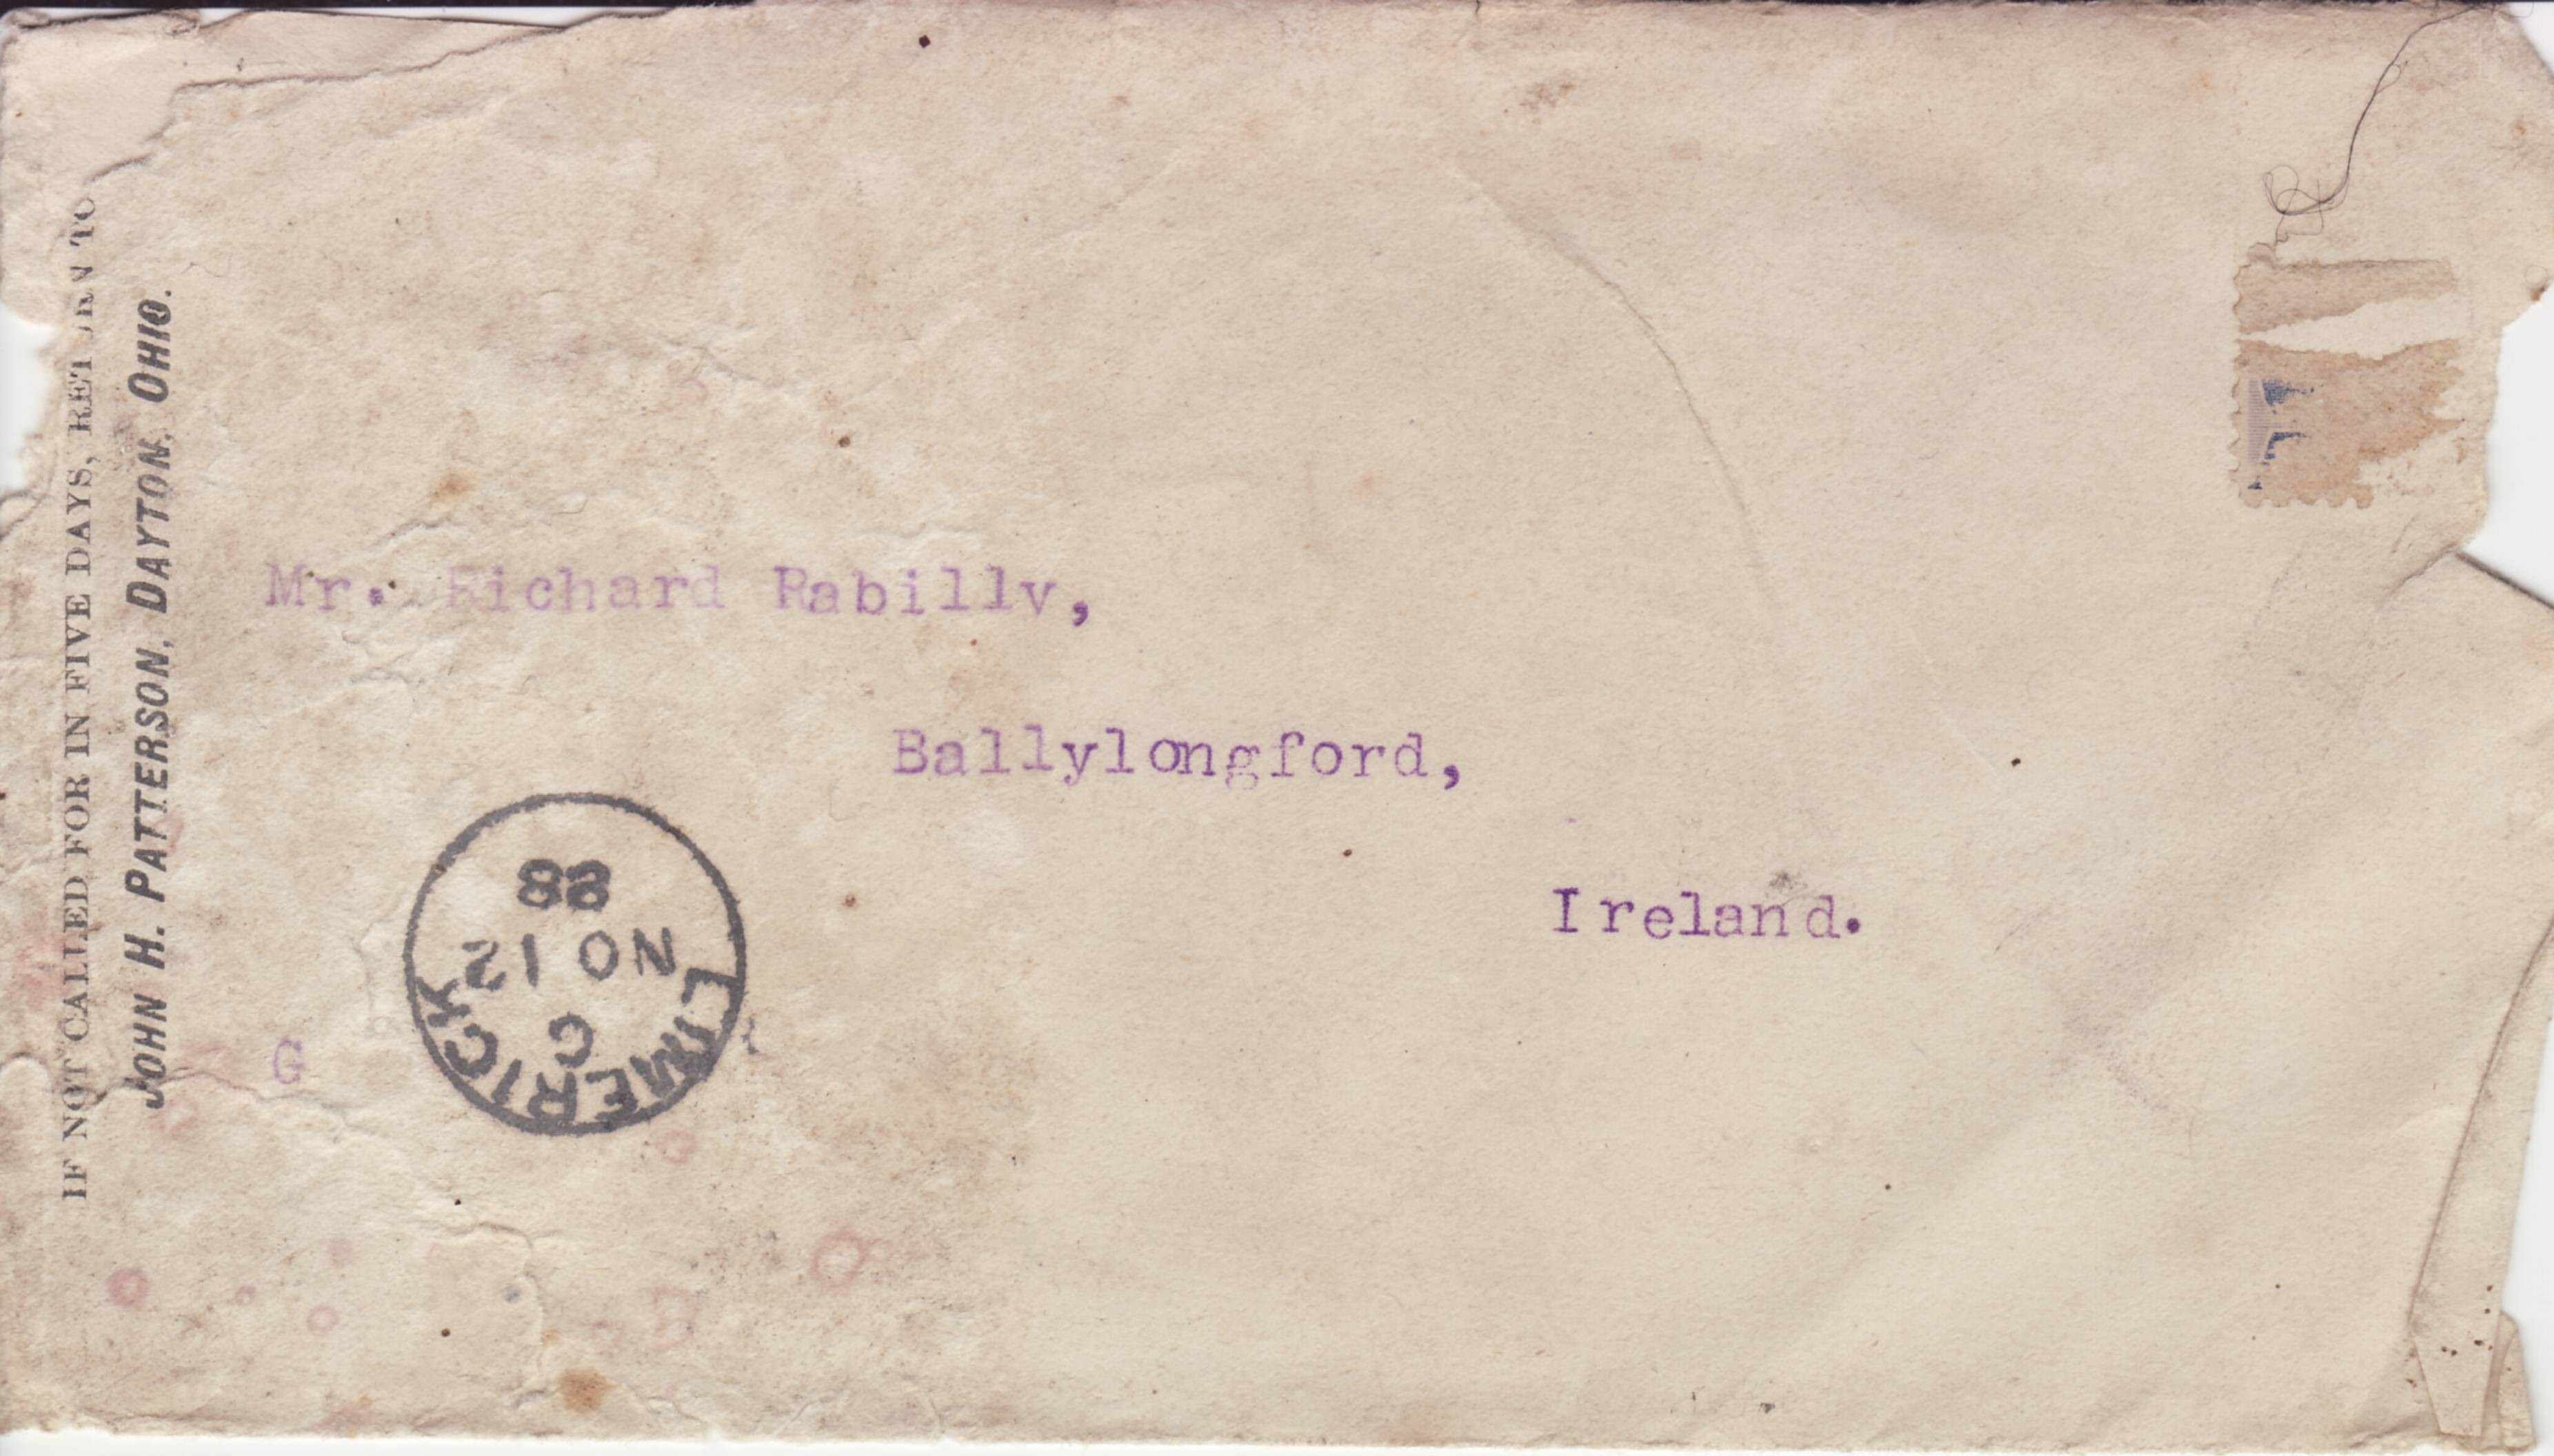 IF NOT CALLED FOR IN FIVE DAYS, RETURN TO
JOHN H. PATTERSON, DAYTON, OHIO.
Mr. Richard Rabilly,
Ballylongford,
Ireland.
G
LIMERICK
C
NO 12
88